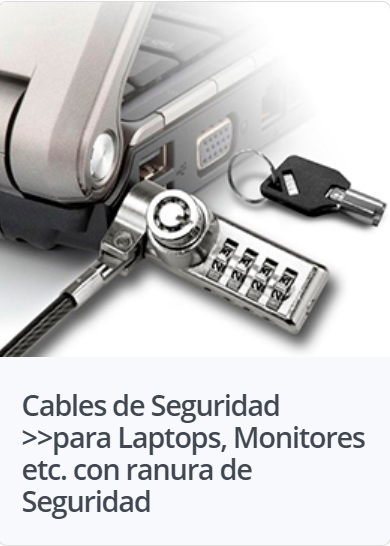 Cables de Seguridad
>>para Laptops, Monitores
etc. con ranura de
Seguridad